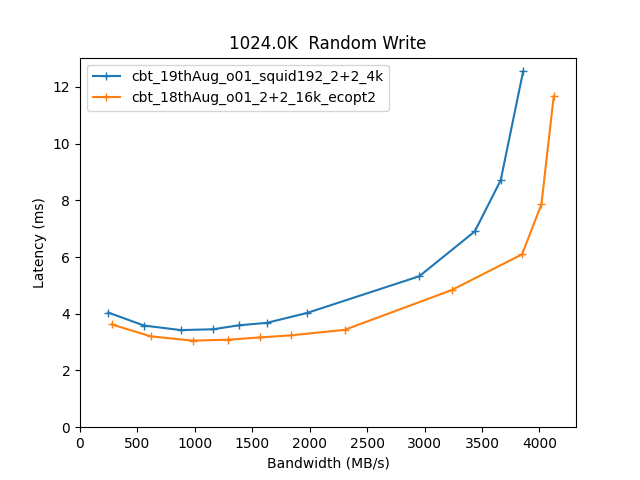 1024.0K  Random Write
cbt_19thAug_o01_squid192_2+2_4k
cbt_18thAug_o01_2+2_16k_ecopt2
Latency (ms)
12
10
8
6
4
2
0
0 500 1000 1500 2000 2500 3000 3500 4000
Bandwidth (MB/s)